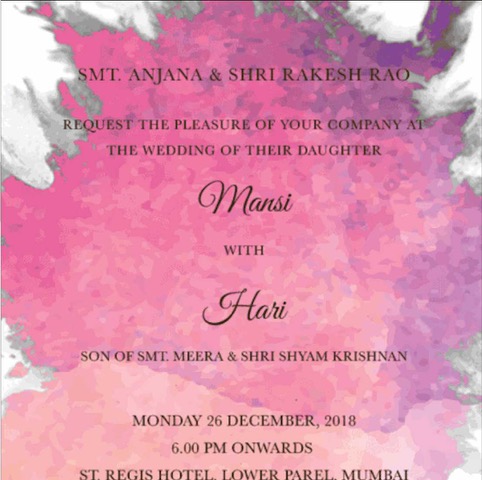 SMT. ANJANA & SHRI RAKESH RAO
REQUEST THE PLEASURE OF YOUR COMPANY AT
THE WEDDING OF THEIR DAUGHTER
Mansi
WITH
Hari
SON OF SMT. MEERA & SHRI SHYAM KRISHNAN
MONDAY 26 DECEMBER, 2018
6.00 PM ONWARDS
ST. REGIS HOTEL, LOWER PAREL, MUMBAI